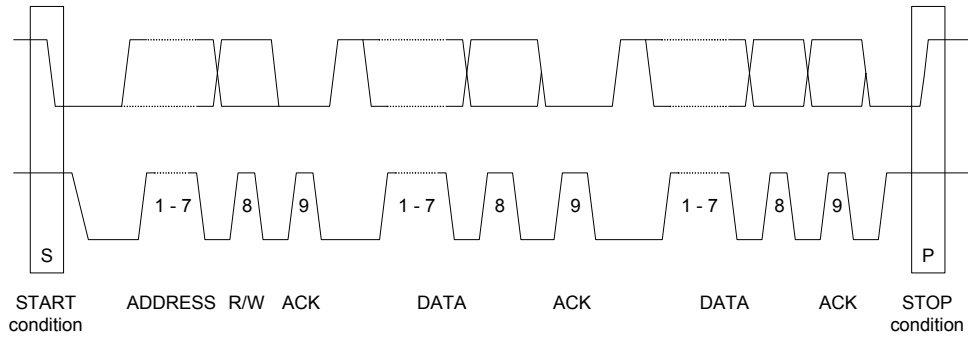 1 - 7 8 9 1 - 7 8 9 1 - 7 8 9
S P
START ADDRESS R/W ACK DATA ACK DATA ACK STOP
condition condition